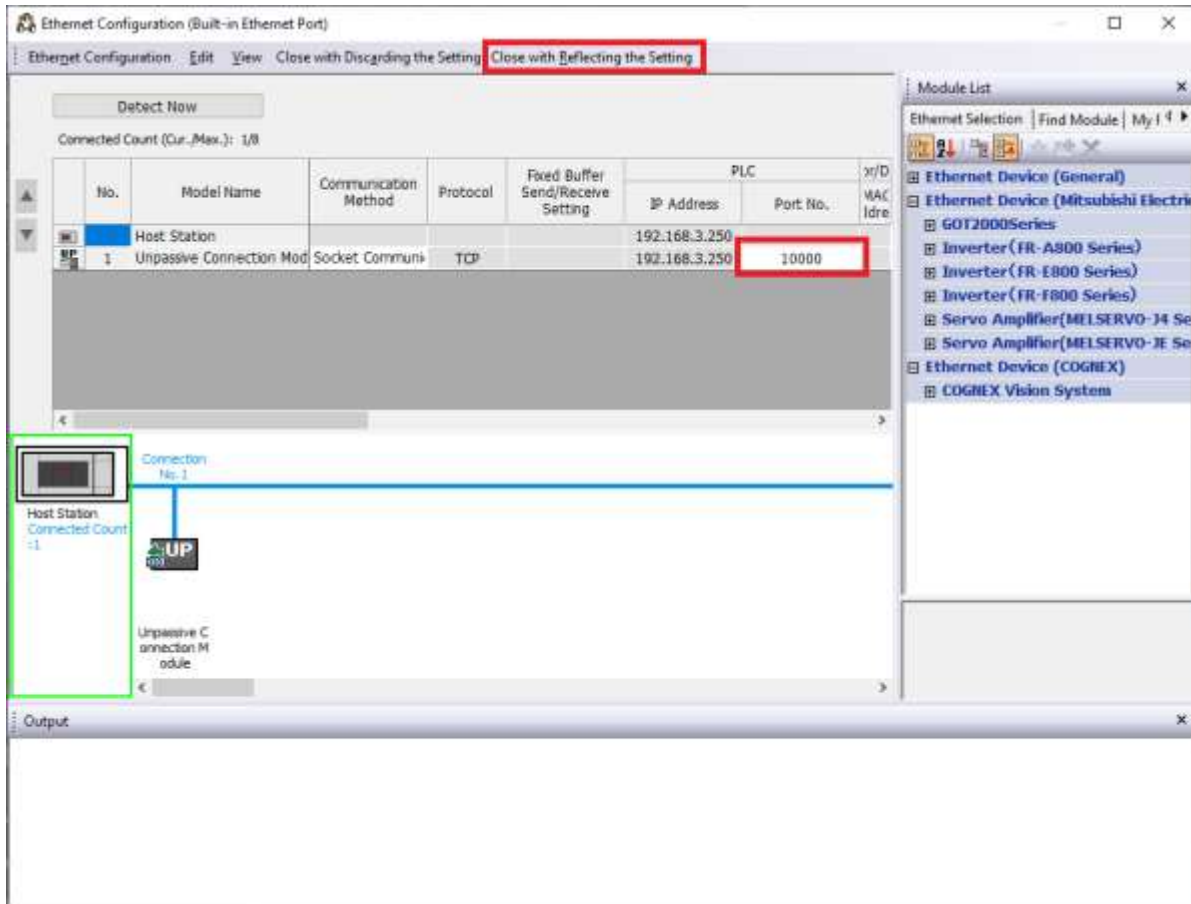 Ethernet Configuration (Built-in Ethernet Port)
Ethernet Configuration Edit View Close with Discarding the Setting Close with Reflecting the Setting
Detect Now
Connected Count (Cur./Max.): 1/8
No. Model Name Communication Method Protocol Fixed Buffer Send/Receive Setting PLC
IP Address Port No. MAC
Host Station 192.168.3.250
1 Unpassive Connection Mod Socket Communi TCP 192.168.3.250 10000
Connection
No. 1
Host Station
Connected Count
:1
UP
Unpassive C
onnection M
odule
Module List
Ethernet Selection Find Module My
Ethernet Device (General)
Ethernet Device (Mitsubishi Electric
GOT2000Series
Inverter(FR-A800 Series)
Inverter(FR-E800 Series)
Inverter(FR-F800 Series)
Servo Amplifier(MELSERVO-J4 Se
Servo Amplifier(MELSERVO-JE Se
Ethernet Device (COGNEX)
COGNEX Vision System
Output